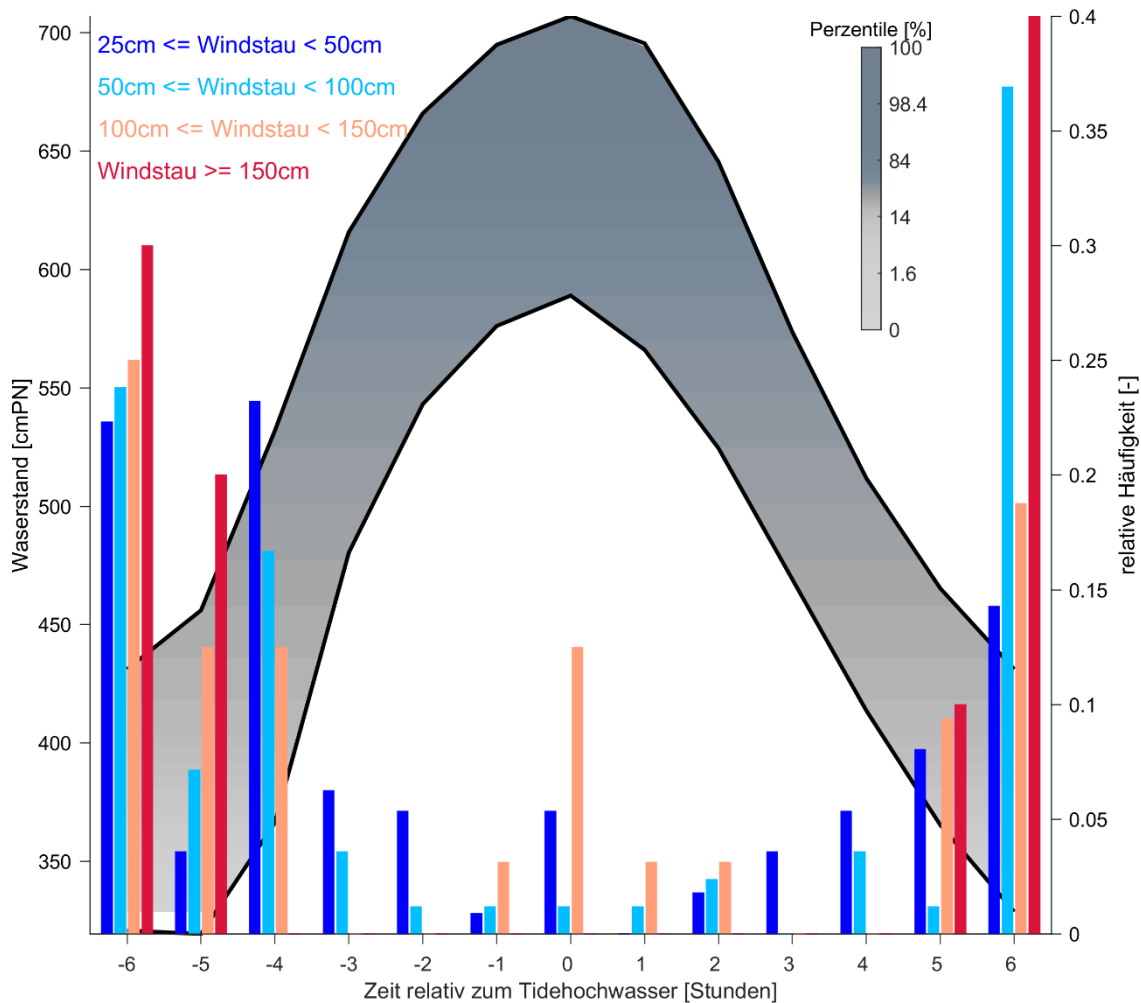 25cm <= Windstau < 50cm
50cm <= Windstau < 100cm
100cm <= Windstau < 150cm
Windstau >= 150cm
Perzentile [%]
100
98.4
84
14
1.6
0
Waserstand [cmPN]
700
650
600
550
500
450
400
350
relative Häufigkeit [-]
0.4
0.35
0.3
0.25
0.2
0.15
0.1
0.05
0
-6 -5 -4 -3 -2 -1 0 1 2 3 4 5 6
Zeit relativ zum Tidehochwasser [Stunden]